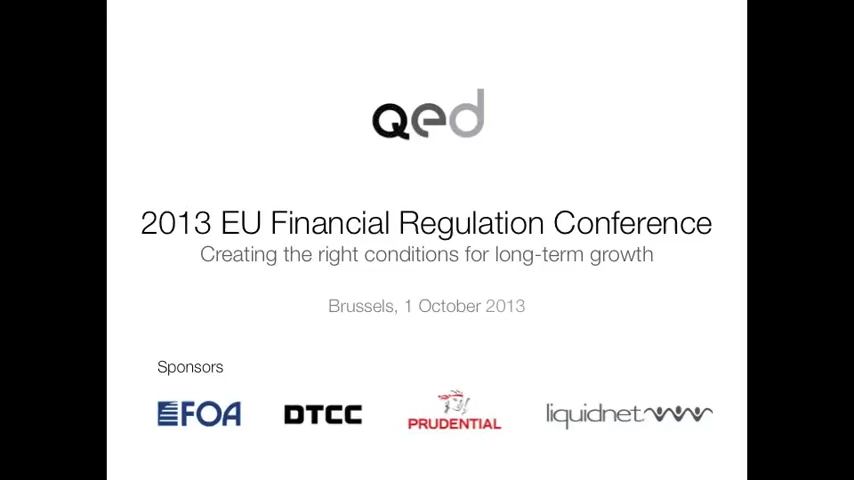 qed
2013 EU Financial Regulation Conference
Creating the right conditions for long-term growth
Brussels, 1 October 2013
Sponsors
FOA DTCC PRUDENTIAL liquidnet